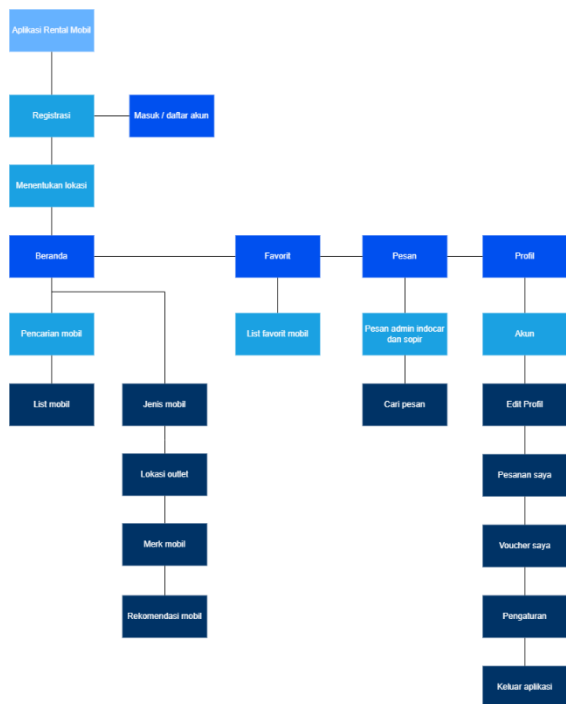 Aplikasi Rental Mobil
Registrasi
Masuk / daftar akun
Menentukan lokasi
Beranda
Favorit
Pesan
Profil
Pencarian mobil
List favorit mobil
Pesan admin indocar
dan sopir
Akun
List mobil
Jenis mobil
Cari pesan
Edit Profil
Lokasi outlet
Pesanan saya
Merk mobil
Voucher saya
Rekomendasi mobil
Pengaturan
Keluar aplikasi